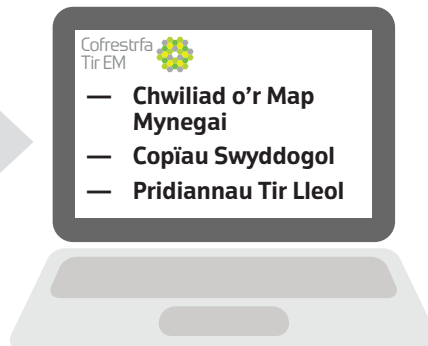 Cofrestrfa
Tir EM
— Chwiliad o'r Map
Mynegai
— Copïau Swyddogol
— Pridiannau Tir Lleol